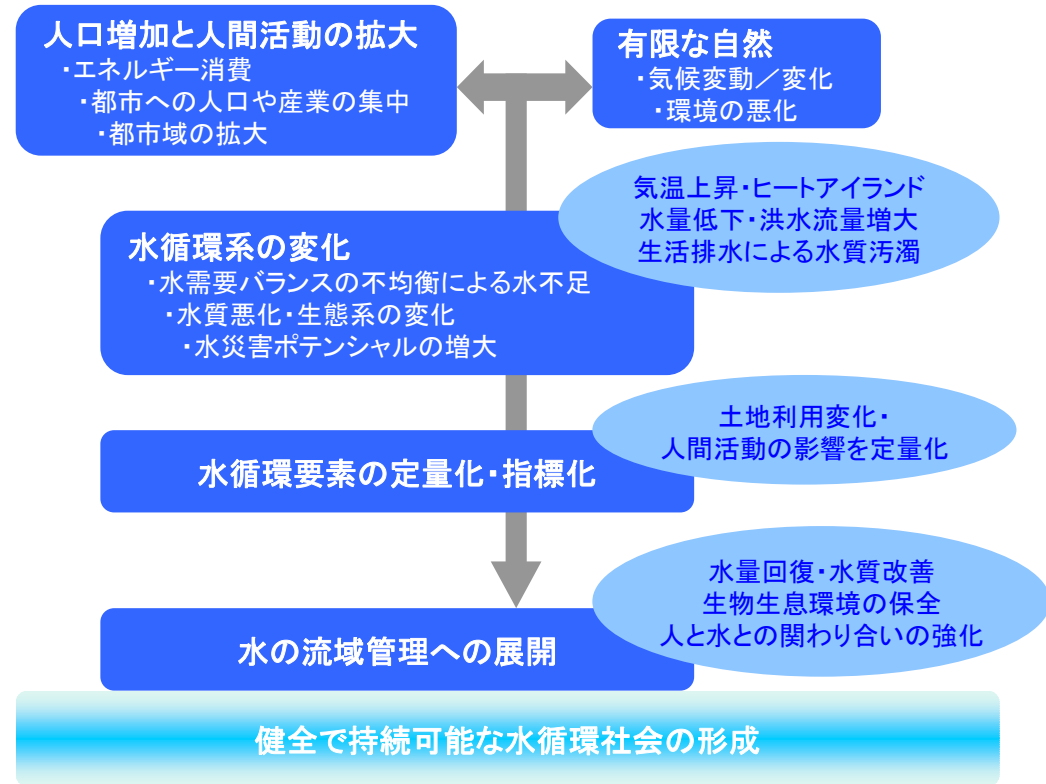 人口増加と人間活動の拡大
・エネルギー消費
・都市への人口や産業の集中
・都市域の拡大
有限な自然
・気候変動／変化
・環境の悪化
気温上昇・ヒートアイランド
水量低下・洪水流量増大
生活排水による水質汚濁
水循環系の変化
・水需要バランスの不均衡による水不足
・水質悪化・生態系の変化
・水災害ポテンシャルの増大
土地利用変化・
人間活動の影響を定量化
水循環要素の定量化・指標化
水量回復・水質改善
生物生息環境の保全
人と水との関わり合いの強化
水の流域管理への展開
健全で持続可能な水循環社会の形成